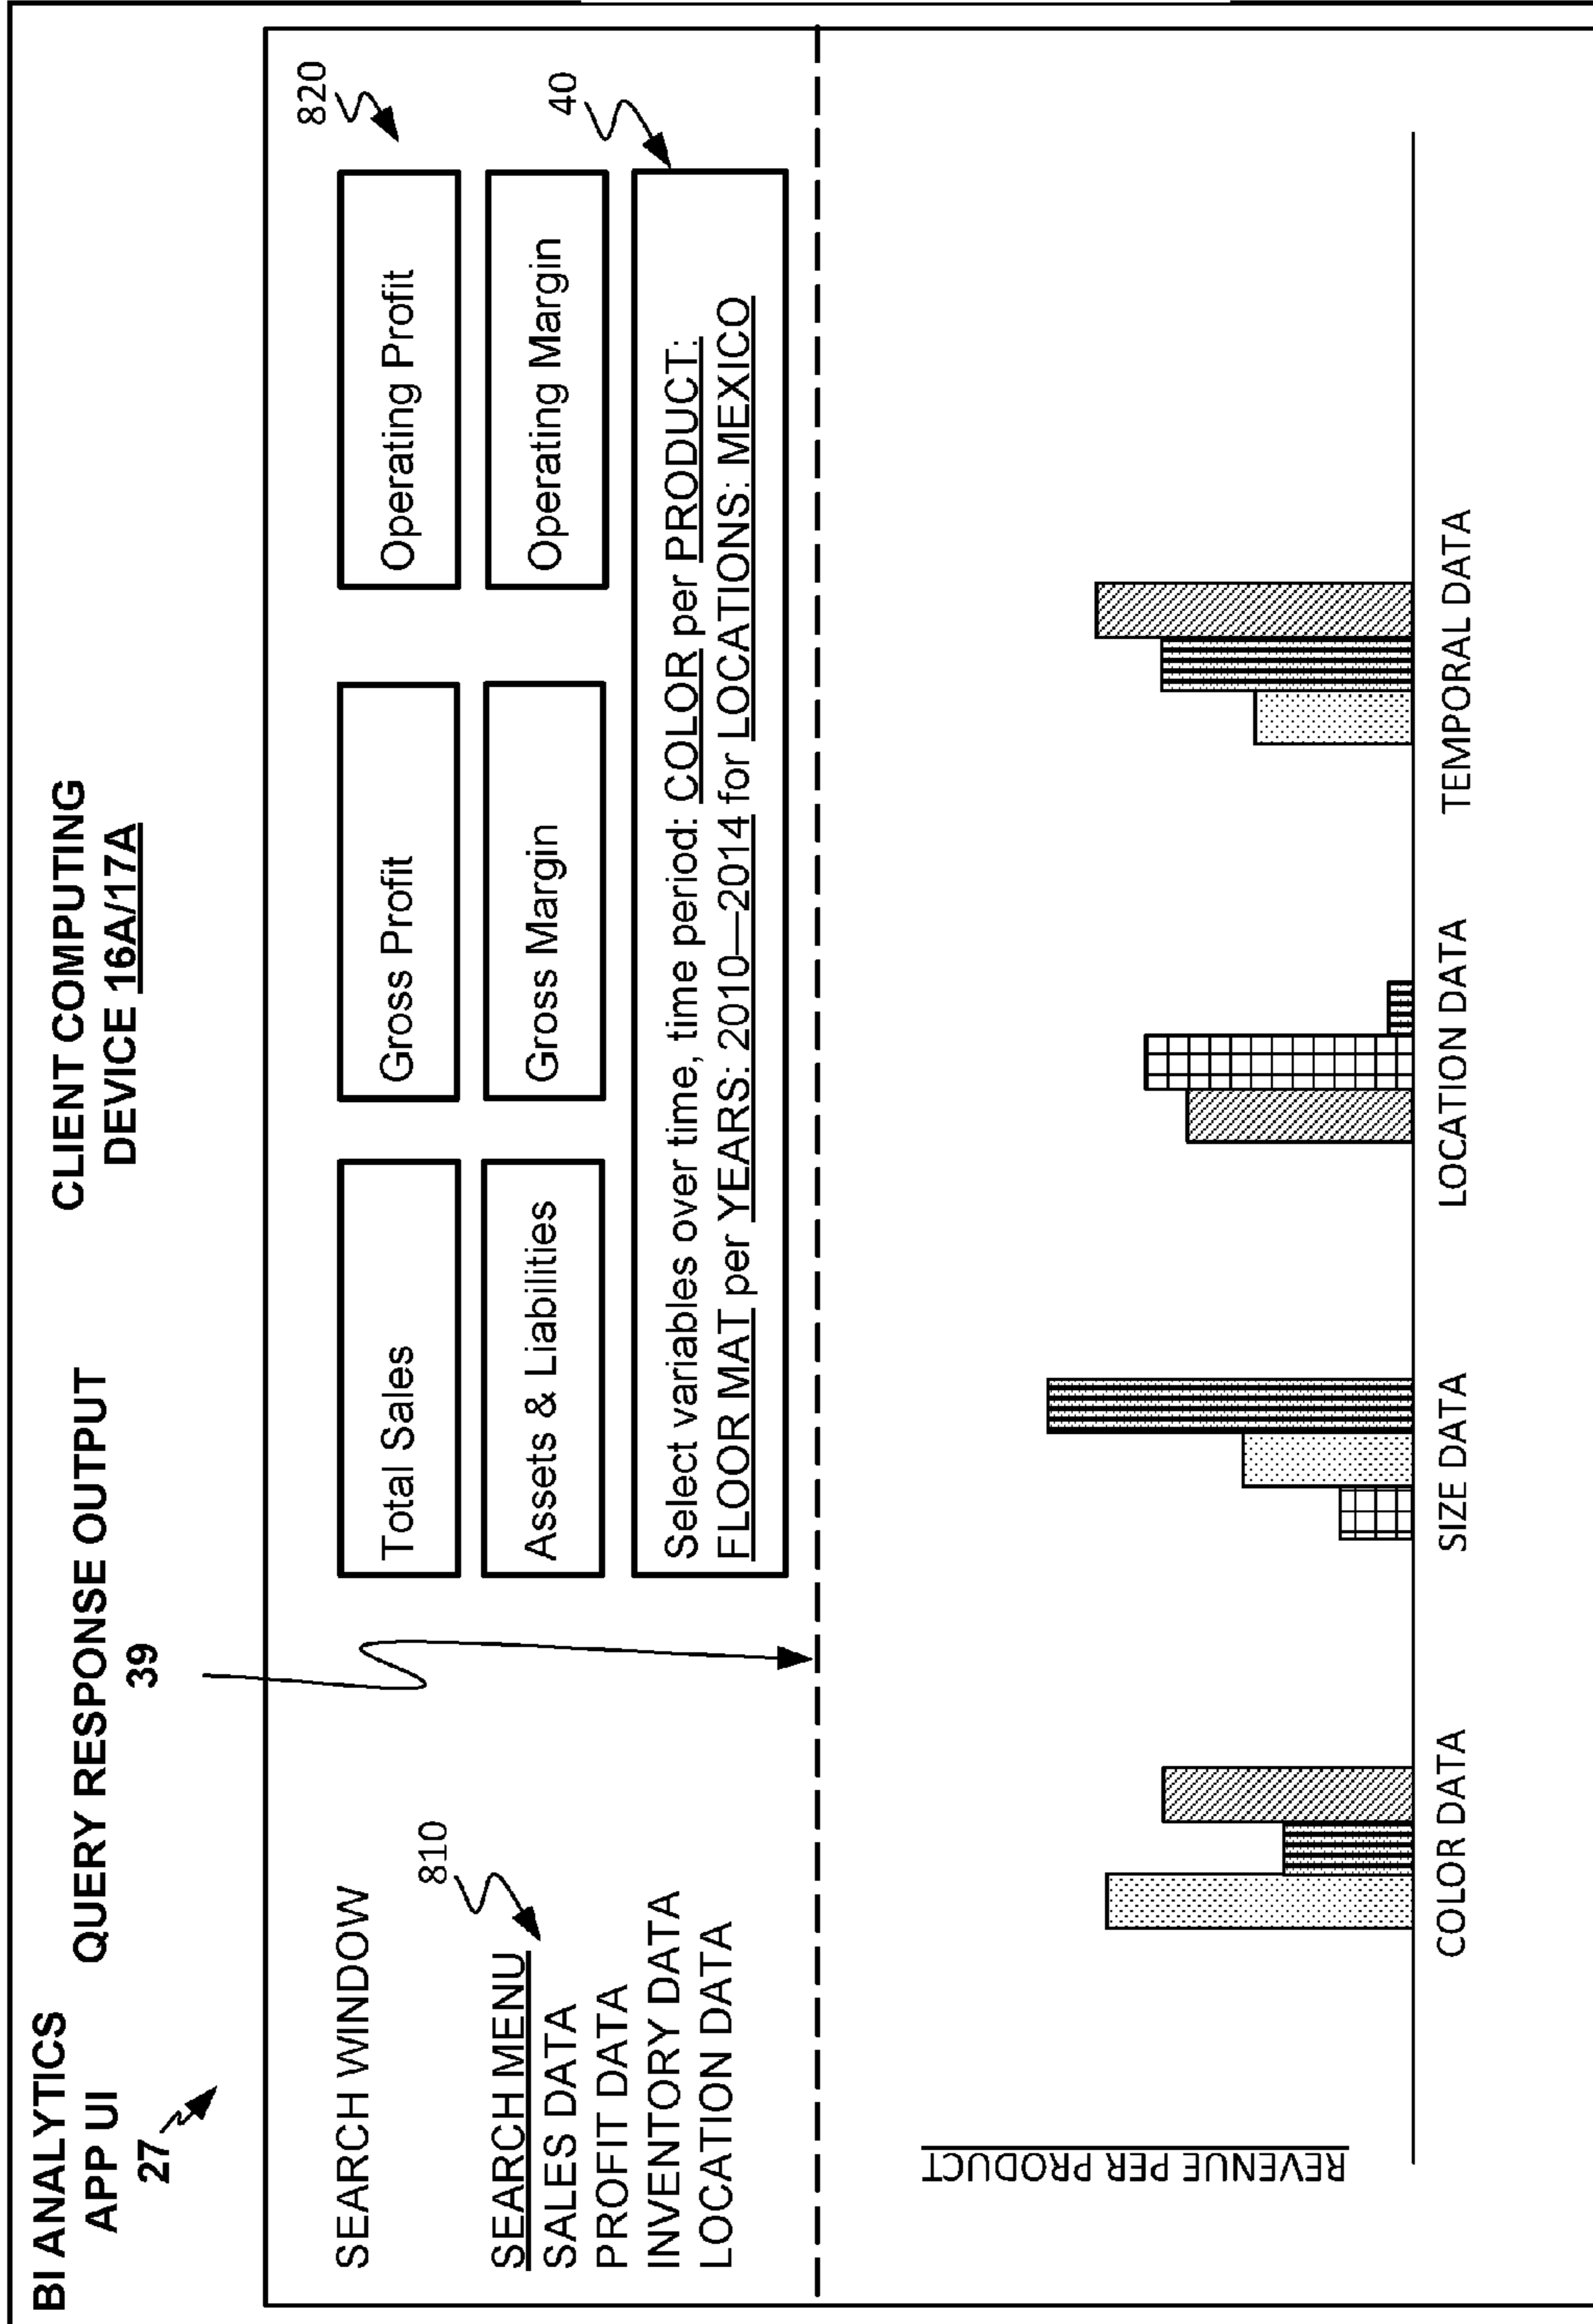 BI ANALYTICS
APP UI
27
QUERY RESPONSE OUTPUT
39
CLIENT COMPUTING
DEVICE 16A/17A
SEARCH WINDOW
810
SEARCH MENU
SALES DATA
PROFIT DATA
INVENTORY DATA
LOCATION DATA
820
Total Sales
Gross Profit
Operating Profit
Assets & Liabilities
Gross Margin
Operating Margin
40
Select variables over time, time period: COLOR per PRODUCT:
FLOOR MAT per YEARS: 2010—2014 for LOCATIONS: MEXICO
REVENUE PER PRODUCT
COLOR DATA
SIZE DATA
LOCATION DATA
TEMPORAL DATA